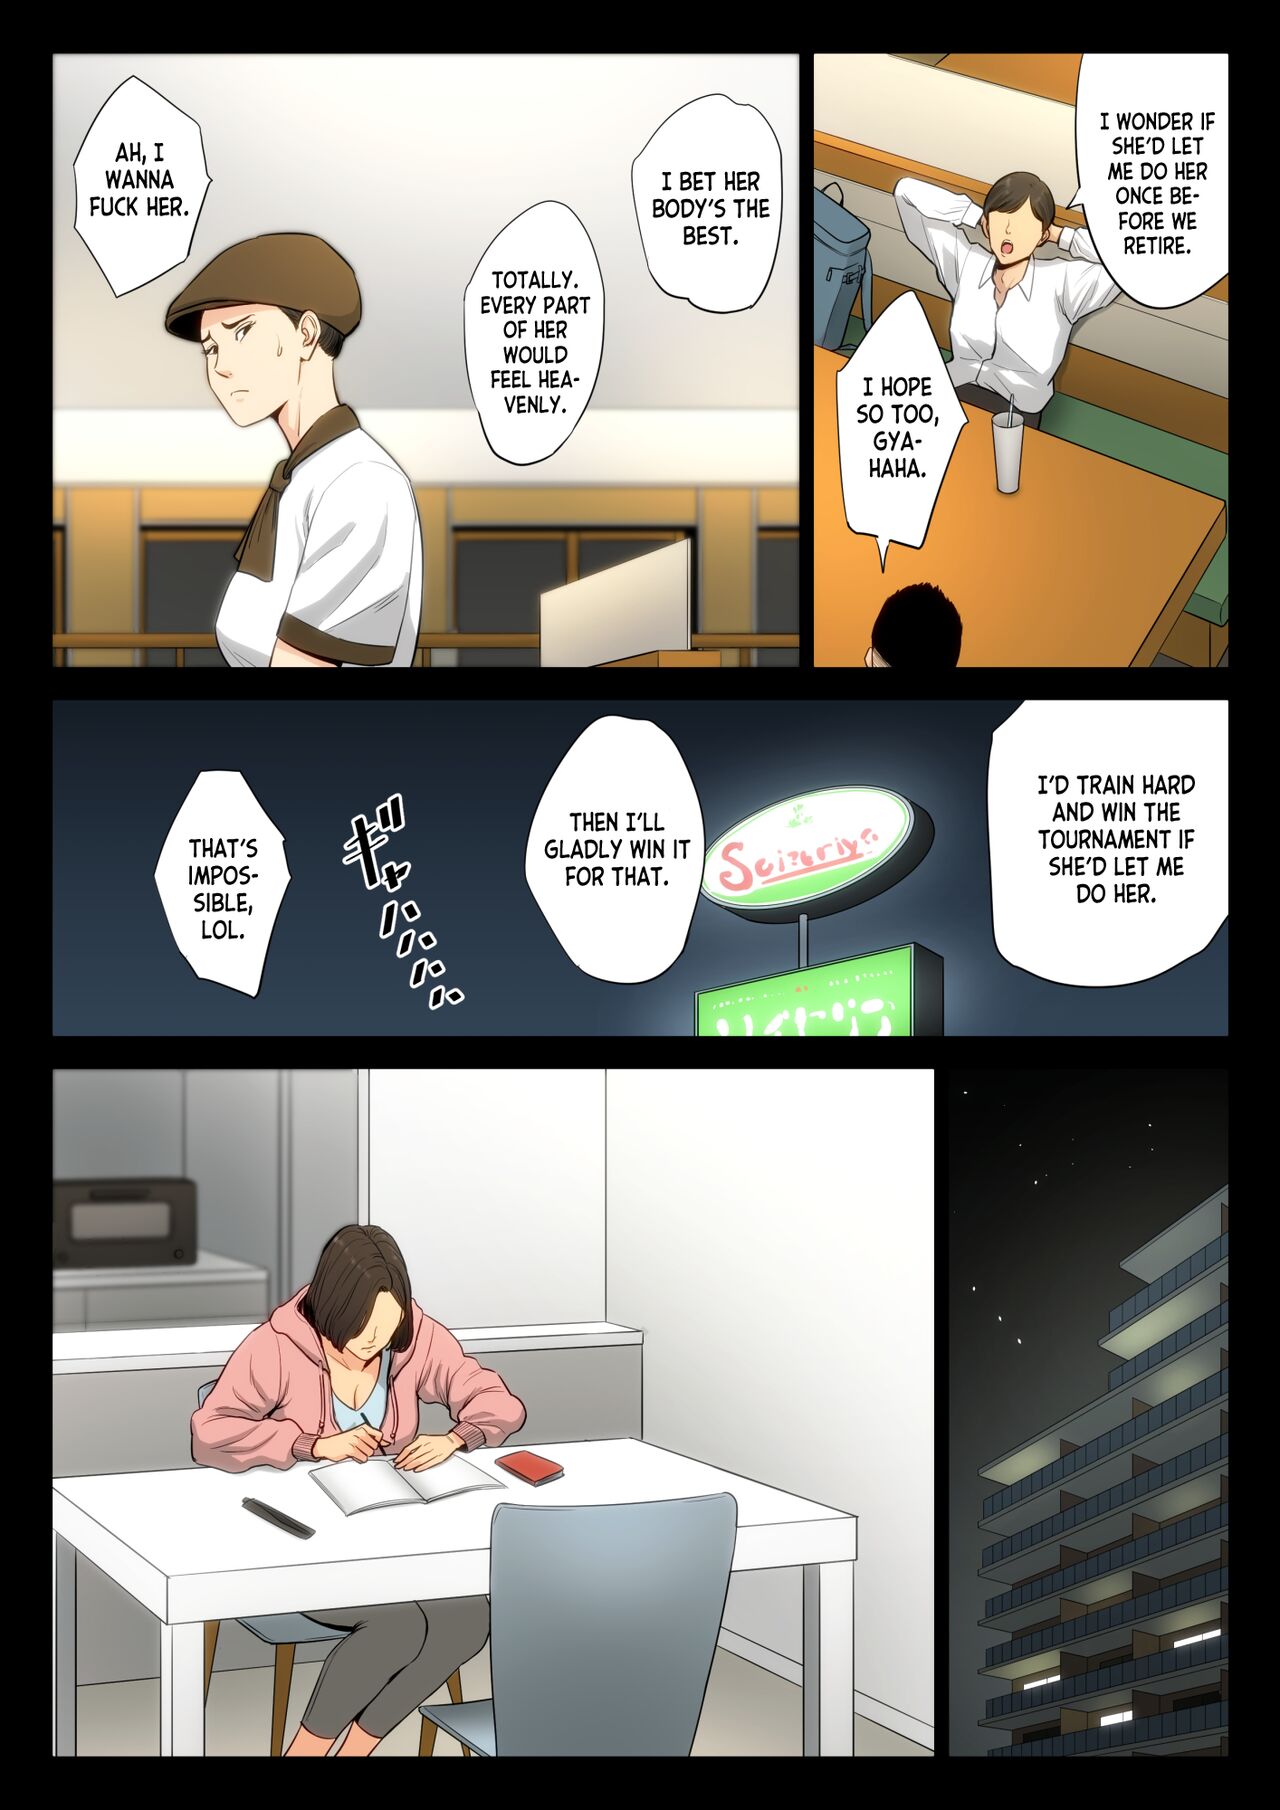 I WONDER IF
SHE'D LET
ME DO HER
ONCE BE-
FORE WE
RETIRE.
I HOPE
SO TOO,
GYA-
HAHA.
I BET HER
BODY'S THE
BEST.
TOTALLY.
EVERY PART
OF HER
WOULD
FEEL HEA-
VENLY.
AH, I
WANNA
FUCK HER.
I'D TRAIN HARD
AND WIN THE
TOURNAMENT IF
SHE'D LET ME
DO HER.
THEN I'LL
GLADLY WIN IT
FOR THAT.
ギャハハハハ
THAT'S
IMPOS-
SIBLE,
LOL.